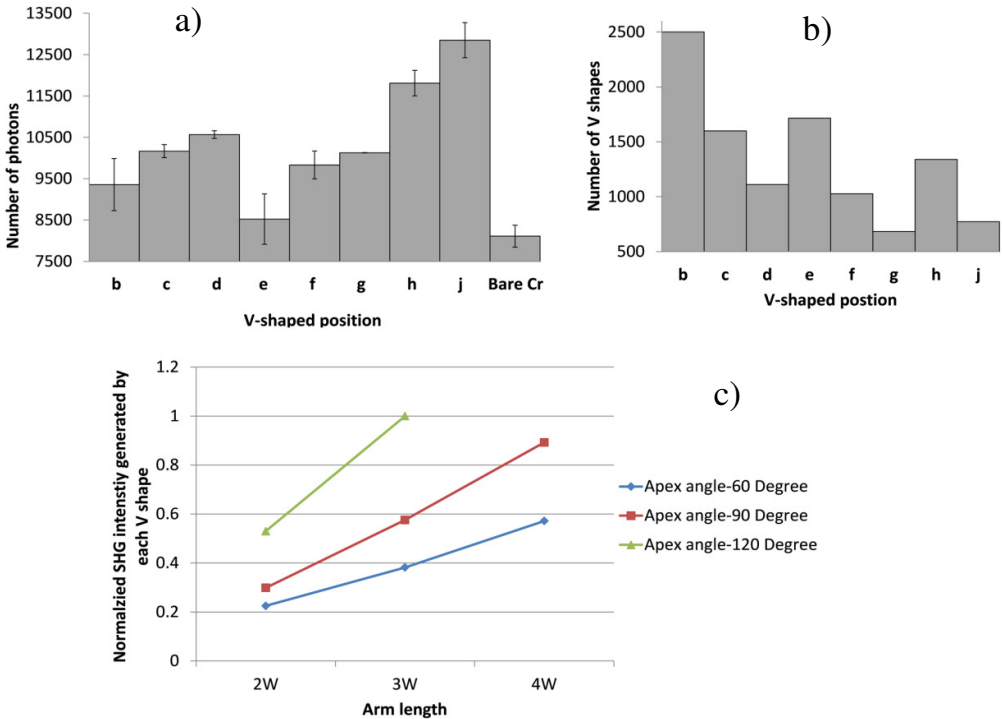 a)
13500
12500
11500
10500
9500
8500
7500
Number of photons
b c d e f g h j Bare Cr
V-shaped position
b)
2500
2000
1500
1000
500
Number of V shapes
b c d e f g h j
V-shaped postion
c)
1.2
1
0.8
0.6
0.4
0.2
0
Normalzied SHG intenstiy generated by
each V shape
2W 3W 4W
Arm length
Apex angle-60 Degree
Apex angle-90 Degree
Apex angle-120 Degree